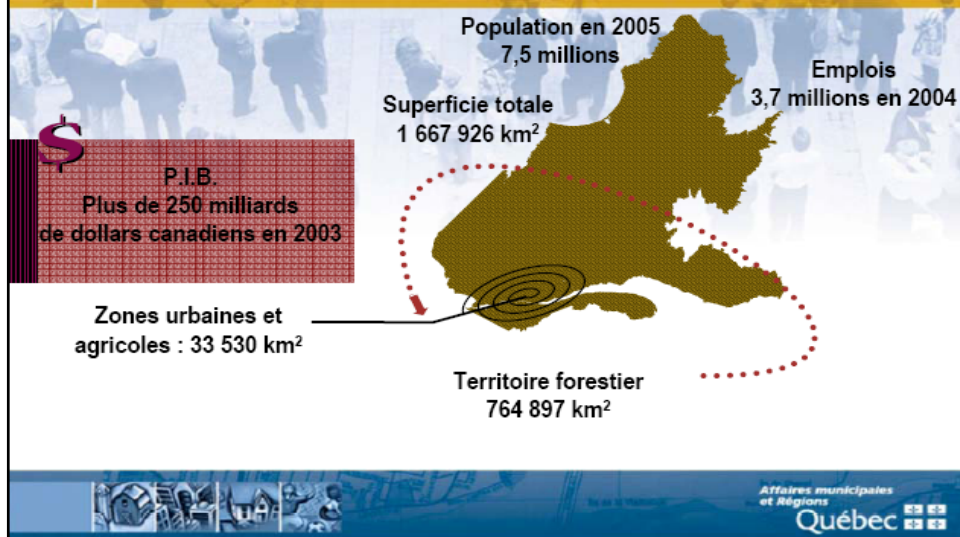 Population en 2005
7,5 millions
Emplois
3,7 millions en 2004
Superficie totale
1 667 926 km²
$
P.I.B.
Plus de 250 milliards
de dollars canadiens en 2003
Zones urbaines et
agricoles : 33 530 km²
Territoire forestier
764 897 km²
Affaires municipales
et Régions
Québec